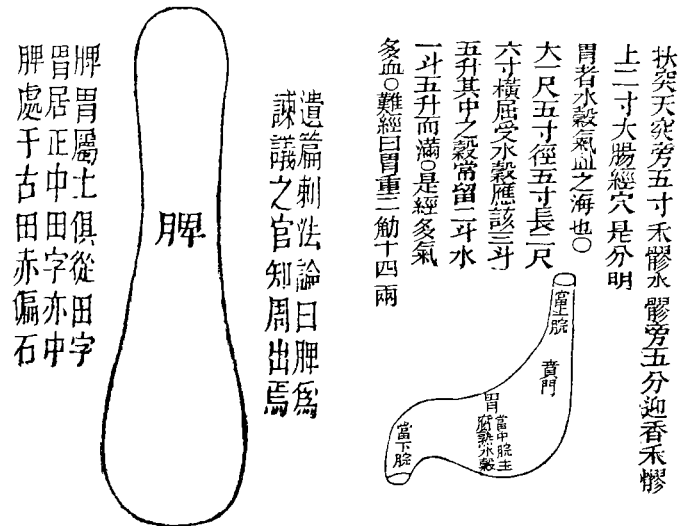 扶突天突旁五寸禾髎水髎旁五分迎香禾髎
上二寸大腸經穴是分明
胃者水穀氣血之海也〇
大一尺五寸徑五寸長二尺
六寸橫屈受水穀應該三斗
五升其中之穀常留二斗水
一斗五升而滿〇是經多氣
多血〇難經曰胃重二觔十四兩
當上脘
賁門
胃
當中脘主
腐熟水穀
當下脘
遺篇刺法論曰脾爲
諫議之官知周出焉
脾
脾胃屬土俱從田字
胃居正中田字亦中
脾處于古田赤偏石